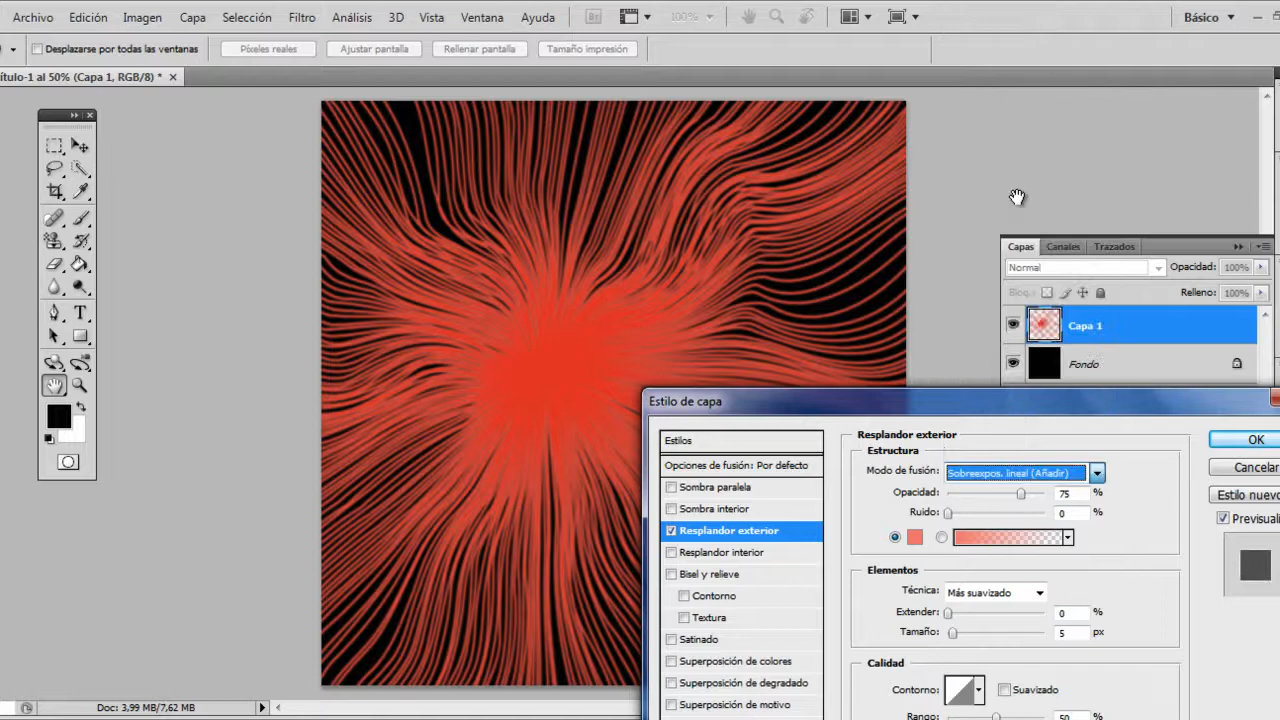 Archivo Edición Imagen Capa Selección Filtro Análisis 3D Vista Ventana Ayuda Br 100% Básico
Desplazarse por todas las ventanas Píxeles reales Ajustar pantalla Rellenar pantalla Tamaño impresión
ítulo-1 al 50% (Capa 1, RGB/8) *
Capas Canales Trazados
Normal Opacidad: 100%
Bloq.: Relleno: 100%
Capa 1
Fondo
T
Estilo de capa
Estilos
Opciones de fusión: Por defecto
Sombra paralela
Sombra interior
Resplandor exterior
Resplandor interior
Bisel y relieve
Contorno
Textura
Satinado
Superposición de colores
Superposición de degradado
Superposición de motivo
Resplandor exterior
Estructura
Modo de fusión: Sobreexpos. lineal (Añadir)
Opacidad: 75 %
Ruido: 0 %
Elementos
Técnica: Más suavizado
Extender: 0 %
Tamaño: 5 px
Calidad
Contorno: Suavizado
Rango: 50
OK
Cancelar
Estilo nuevo
Previsuali
Doc: 3,99 MB/7,62 MB